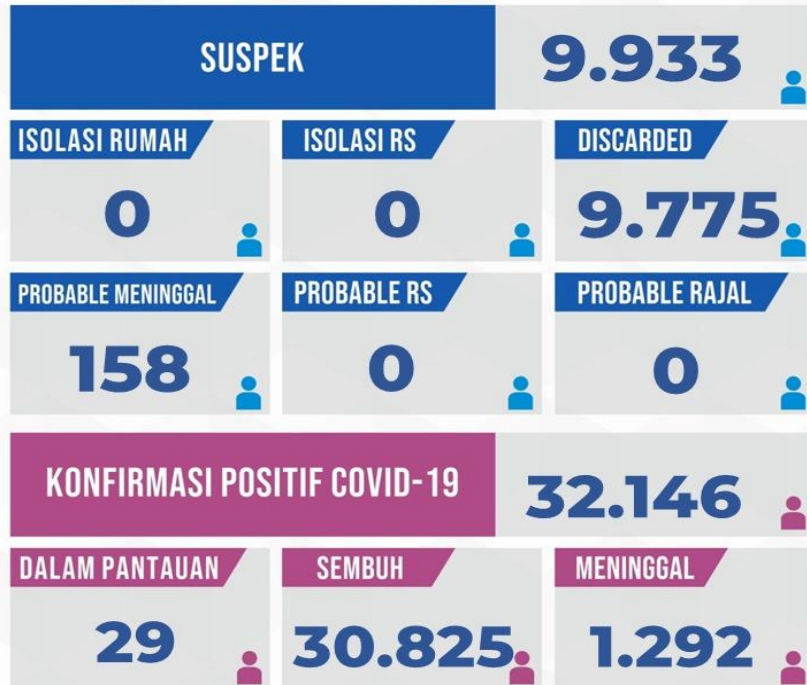 SUSPEK
9.933
ISOLASI RUMAH
0
ISOLASI RS
0
DISCARDED
9.775
PROBABLE MENINGGAL
158
PROBABLE RS
0
PROBABLE RAJAL
0
KONFIRMASI POSITIF COVID-19
32.146
DALAM PANTAUAN
29
SEMBUH
30.825
MENINGGAL
1.292